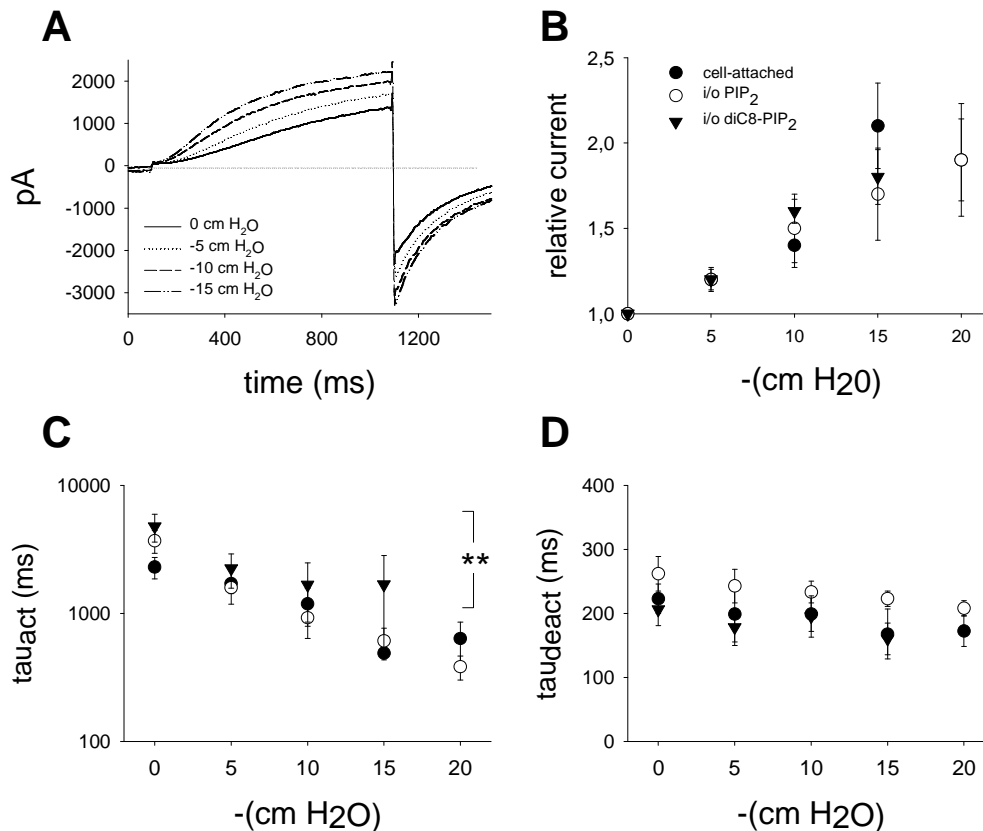 A
2000
1000
0
-1000
-2000
-3000
pA
0 cm H2O
-5 cm H2O
-10 cm H2O
-15 cm H2O
0 400 800 1200
time (ms)
B
2,5
2,0
1,5
1,0
relative current
cell-attached
i/o PIP2
i/o diC8-PIP2
0 5 10 15 20
-(cm H20)
C
10000
1000
100
tauact (ms)
**
0 5 10 15 20
-(cm H2O)
D
400
300
200
100
0
taudeact (ms)
0 5 10 15 20
-(cm H2O)